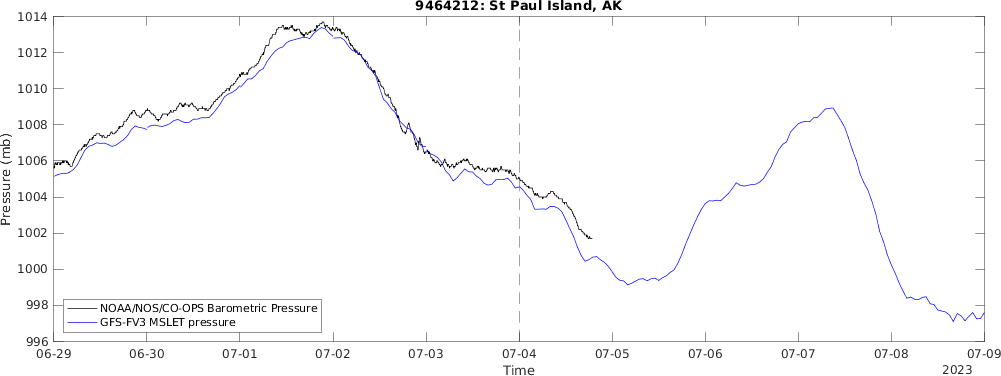 9464212: St Paul Island, AK
Pressure (mb)
1014
1012
1010
1008
1006
1004
1002
1000
998
996
NOAA/NOS/CO-OPS Barometric Pressure
GFS-FV3 MSLET pressure
06-29 06-30 07-01 07-02 07-03 07-04 07-05 07-06 07-07 07-08 07-09
Time
2023